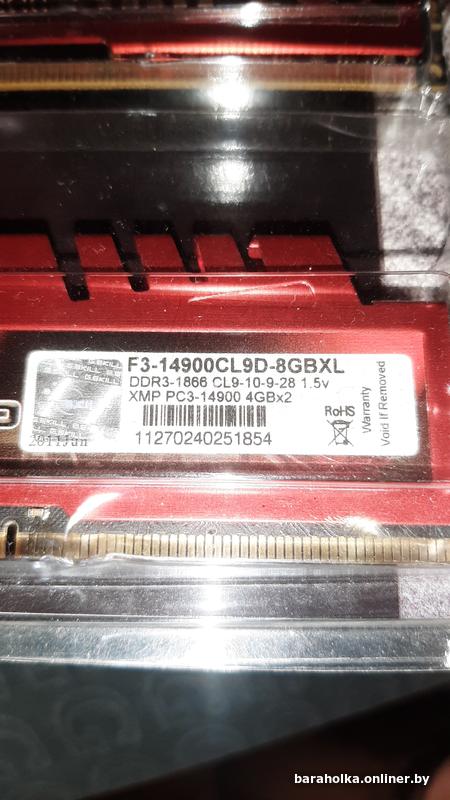 F3-14900CL9D-8GBXL
DDR3-1866 CL9-10-9-28 1.5v
XMP PC3-14900 4GBx2
11270240251854
RoHS
Warranty
Void If Removed
G.SKILL
2011Jun
baraholka.onliner.by